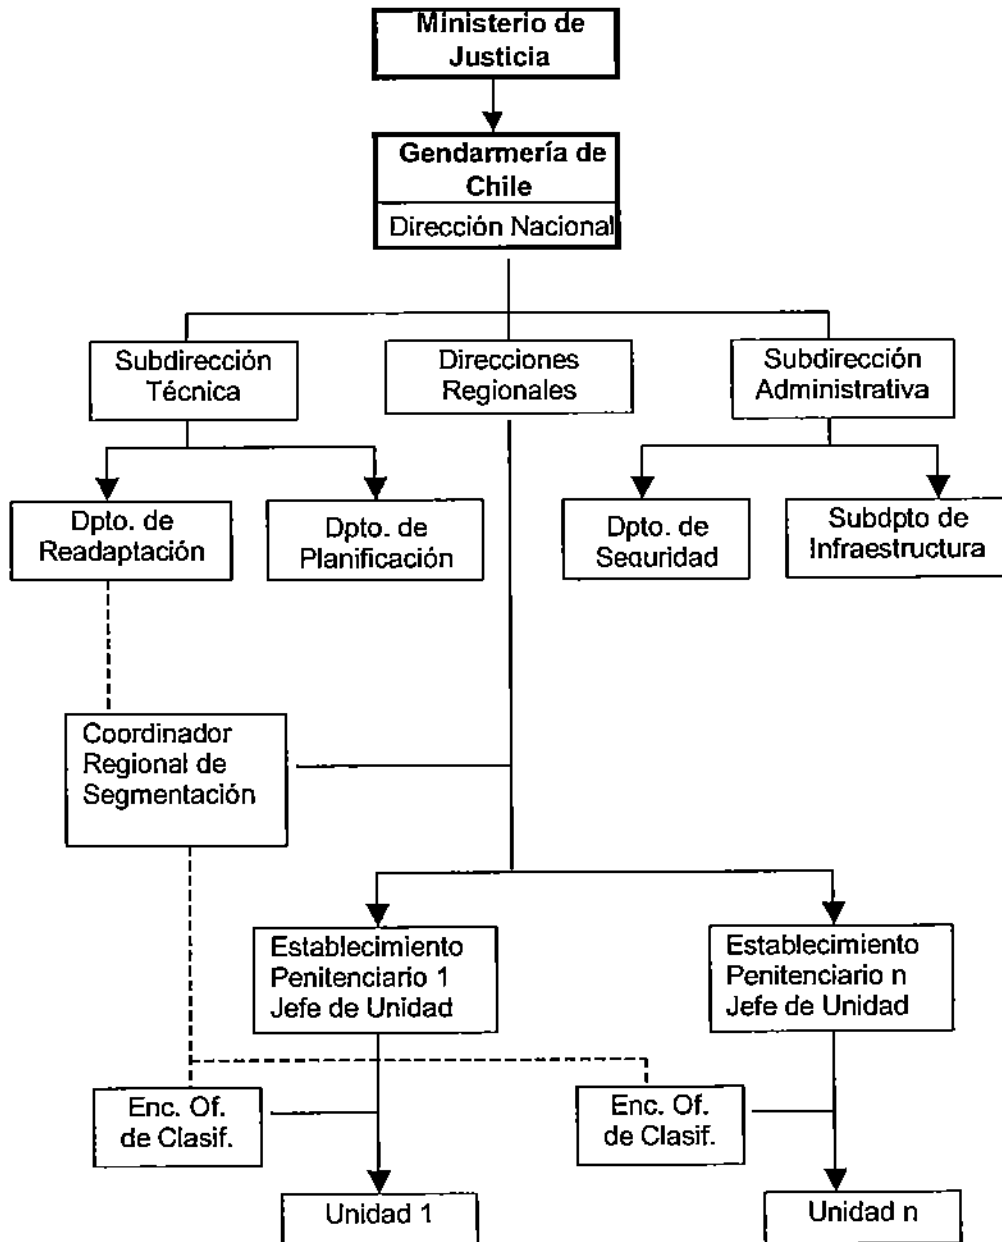 Ministerio de
Justicia
Gendarmería de
Chile
Dirección Nacional
Subdirección
Técnica
Direcciones
Regionales
Subdirección
Administrativa
Dpto. de
Readaptación
Dpto. de
Planificación
Dpto. de
Seguridad
Subdpto de
Infraestructura
Coordinador
Regional de
Segmentación
Establecimiento
Penitenciario 1
Jefe de Unidad
Establecimiento
Penitenciario n
Jefe de Unidad
Enc. Of.
de Clasif.
Enc. Of.
de Clasif.
Unidad 1
Unidad n